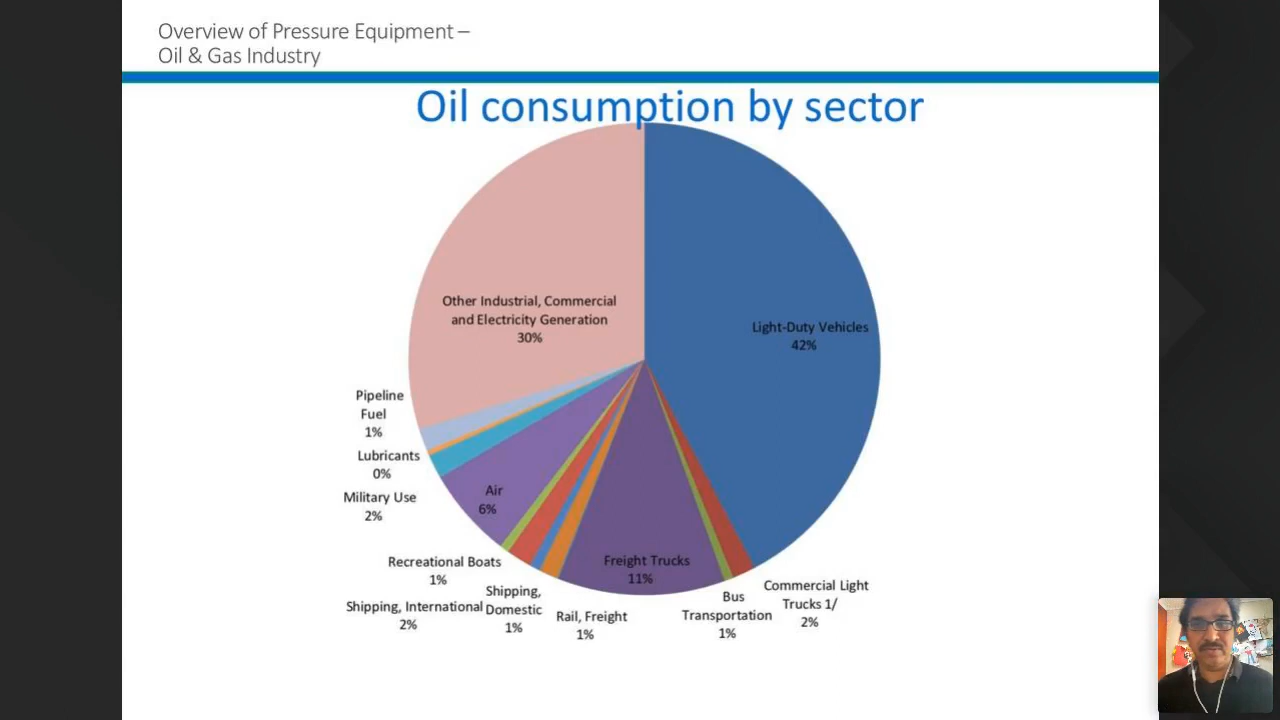 Overview of Pressure Equipment –
Oil & Gas Industry
Oil consumption by sector
Other Industrial, Commercial
and Electricity Generation
30%
Light-Duty Vehicles
42%
Pipeline
Fuel
1%
Lubricants
0%
Military Use
2%
Air
6%
Recreational Boats
1%
Shipping, International
2%
Shipping,
Domestic
1%
Rail, Freight
1%
Freight Trucks
11%
Bus
Transportation
1%
Commercial Light
Trucks 1/
2%